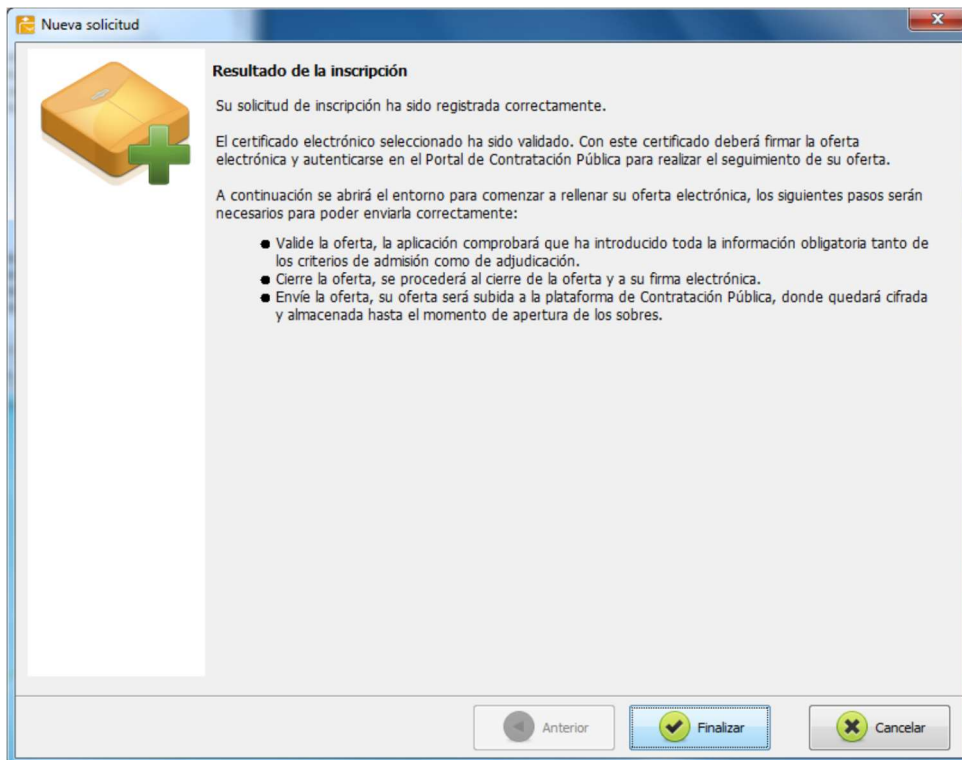 Nueva solicitud
Resultado de la inscripción
Su solicitud de inscripción ha sido registrada correctamente.
El certificado electrónico seleccionado ha sido validado. Con este certificado deberá firmar la oferta
electrónica y autenticarse en el Portal de Contratación Pública para realizar el seguimiento de su oferta.
A continuación se abrirá el entorno para comenzar a rellenar su oferta electrónica, los siguientes pasos serán
necesarios para poder enviarla correctamente:
● Valide la oferta, la aplicación comprobará que ha introducido toda la información obligatoria tanto de
los criterios de admisión como de adjudicación.
● Cierre la oferta, se procederá al cierre de la oferta y a su firma electrónica.
● Envíe la oferta, su oferta será subida a la plataforma de Contratación Pública, donde quedará cifrada
y almacenada hasta el momento de apertura de los sobres.
Anterior Finalizar Cancelar